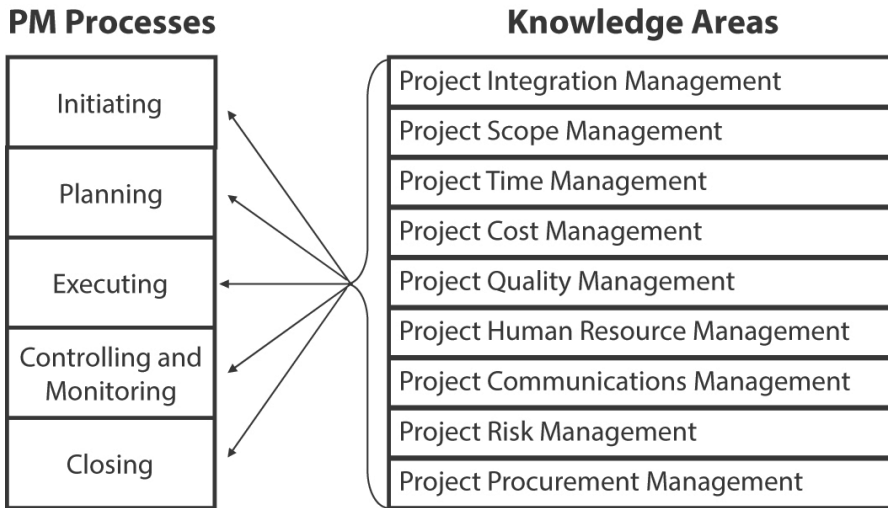 PM Processes
Knowledge Areas
Initiating
Planning
Executing
Controlling and
Monitoring
Closing
Project Integration Management
Project Scope Management
Project Time Management
Project Cost Management
Project Quality Management
Project Human Resource Management
Project Communications Management
Project Risk Management
Project Procurement Management